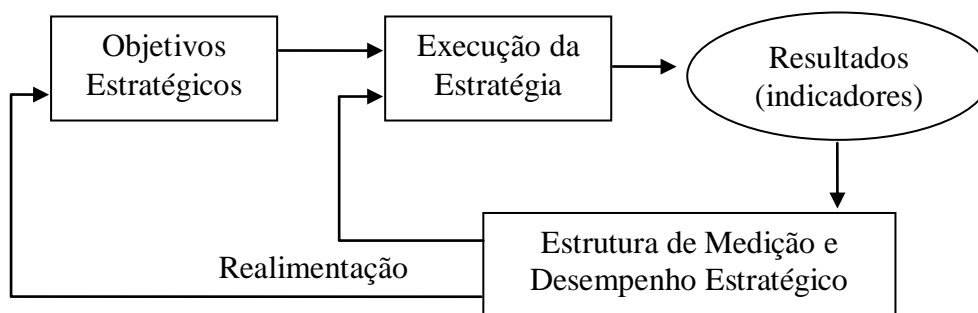 Objetivos
Estratégicos
Execução da
Estratégia
Resultados
(indicadores)
Estrutura de Medição e
Desempenho Estratégico
Realimentação